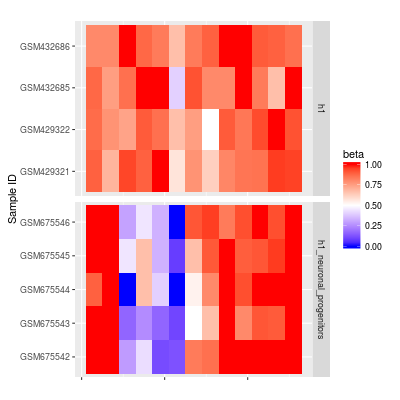 GSM432686
GSM432685
GSM429322
GSM429321
h1
GSM675546
GSM675545
GSM675544
GSM675543
GSM675542
h1_neuronal_progenitors
Sample ID
beta
1.00
0.75
0.50
0.25
0.00